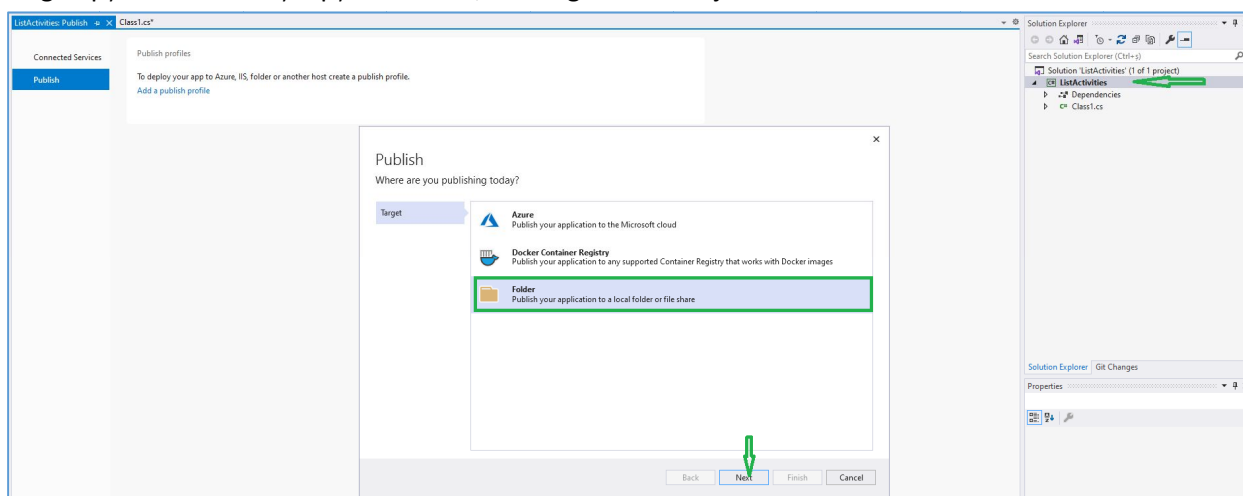 ListActivities: Publish
Class1.cs*
Connected Services
Publish
Publish profiles
To deploy your app to Azure, IIS, folder or another host create a publish profile.
Add a publish profile
Publish
Where are you publishing today?
Target
Azure
Publish your application to the Microsoft cloud
Docker Container Registry
Publish your application to any supported Container Registry that works with Docker images
Folder
Publish your application to a local folder or file share
Back
Next
Finish
Cancel
Solution Explorer
Search Solution Explorer (Ctrl+s)
Solution 'ListActivities' (1 of 1 project)
C# ListActivities
Dependencies
C# Class1.cs
Solution Explorer
Git Changes
Properties